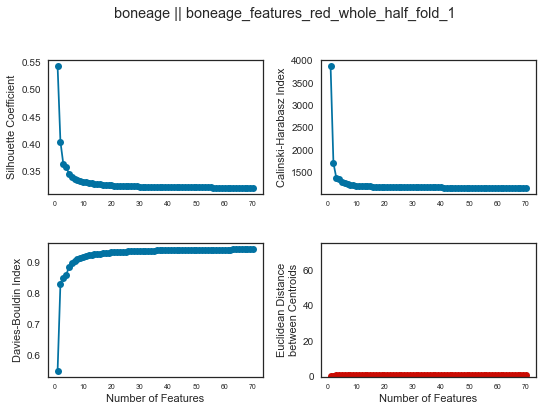 boneage || boneage_features_red_whole_half_fold_1
Silhouette Coefficient
0.55
0.50
0.45
0.40
0.35
0 10 20 30 40 50 60 70
Calinski-Harabasz Index
4000
3500
3000
2500
2000
1500
0 10 20 30 40 50 60 70
Davies-Bouldin Index
0.9
0.8
0.7
0.6
0 10 20 30 40 50 60 70
Number of Features
Euclidean Distance
between Centroids
60
40
20
0
0 10 20 30 40 50 60 70
Number of Features